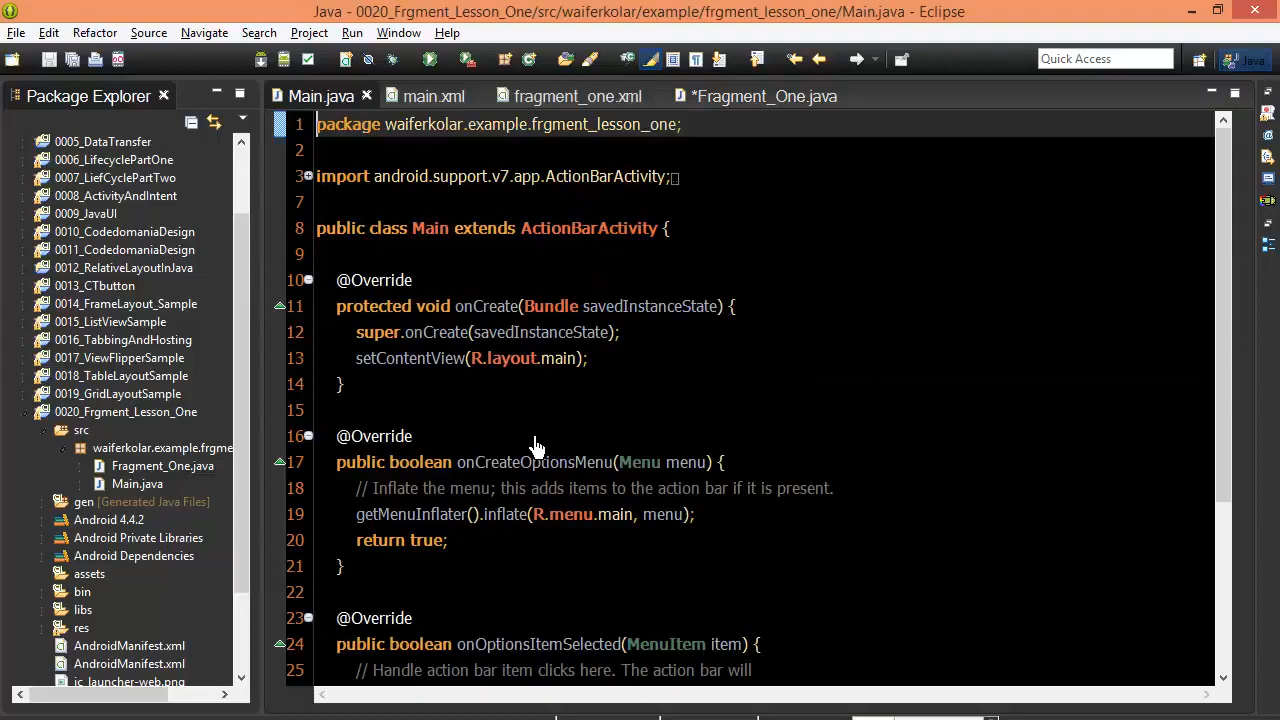 Java - 0020_Frgment_Lesson_One/src/waiferkolar/example/frgment_lesson_one/Main.java - Eclipse
File Edit Refactor Source Navigate Search Project Run Window Help
Quick Access
Java
Package Explorer
Main.java main.xml fragment_one.xml *Fragment_One.java
0005_DataTransfer
0006_LifecyclePartOne
0007_LiefCyclePartTwo
0008_ActivityAndIntent
0009_JavaUI
0010_CodedomaniaDesign
0011_CodedomaniaDesign
0012_RelativeLayoutInJava
0013_CTbutton
0014_FrameLayout_Sample
0015_ListViewSample
0016_TabbingAndHosting
0017_ViewFlipperSample
0018_TableLayoutSample
0019_GridLayoutSample
0020_Frgment_Lesson_One
src
waiferkolar.example.frgme
Fragment_One.java
Main.java
gen [Generated Java Files]
Android 4.4.2
Android Private Libraries
Android Dependencies
assets
bin
libs
res
AndroidManifest.xml
AndroidManifest.xml
ic_launcher-web.png
1 package waiferkolar.example.frgment_lesson_one;
2
3 import android.support.v7.app.ActionBarActivity;
7
8 public class Main extends ActionBarActivity {
9
10 @Override
11 protected void onCreate(Bundle savedInstanceState) {
12 super.onCreate(savedInstanceState);
13 setContentView(R.layout.main);
14 }
15
16 @Override
17 public boolean onCreateOptionsMenu(Menu menu) {
18 // Inflate the menu; this adds items to the action bar if it is present.
19 getMenuInflater().inflate(R.menu.main, menu);
20 return true;
21 }
22
23 @Override
24 public boolean onOptionsItemSelected(MenuItem item) {
25 // Handle action bar item clicks here. The action bar will